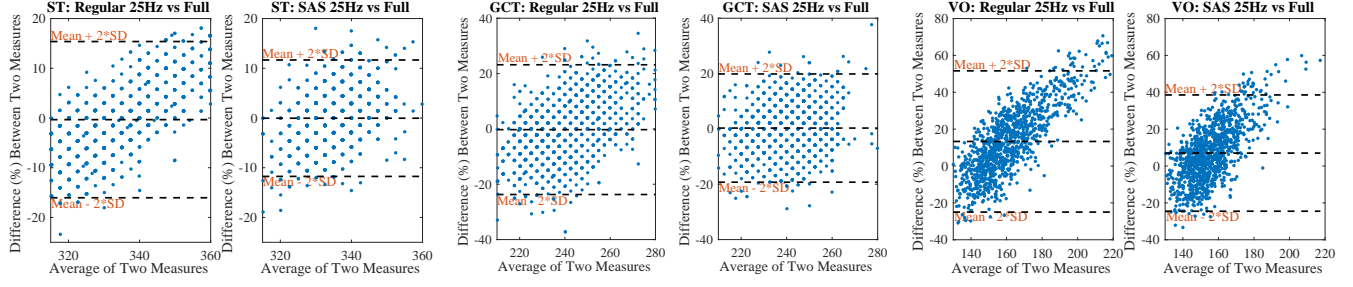 ST: Regular 25Hz vs Full
Difference (%) Between Two Measures
20
10
0
-10
-20
Mean + 2*SD
Mean - 2*SD
320 340 360
Average of Two Measures
ST: SAS 25Hz vs Full
Difference (%) Between Two Measures
20
10
0
-10
-20
Mean + 2*SD
Mean - 2*SD
320 340 360
Average of Two Measures
GCT: Regular 25Hz vs Full
Difference (%) Between Two Measures
40
20
0
-20
-40
Mean + 2*SD
Mean - 2*SD
220 240 260 280
Average of Two Measures
GCT: SAS 25Hz vs Full
Difference (%) Between Two Measures
40
20
0
-20
-40
Mean + 2*SD
Mean - 2*SD
220 240 260 280
Average of Two Measures
VO: Regular 25Hz vs Full
Difference (%) Between Two Measures
80
60
40
20
0
-20
-40
Mean + 2*SD
Mean - 2*SD
140 160 180 200 220
Average of Two Measures
VO: SAS 25Hz vs Full
Difference (%) Between Two Measures
80
60
40
20
0
-20
-40
Mean + 2*SD
Mean - 2*SD
140 160 180 200 220
Average of Two Measures